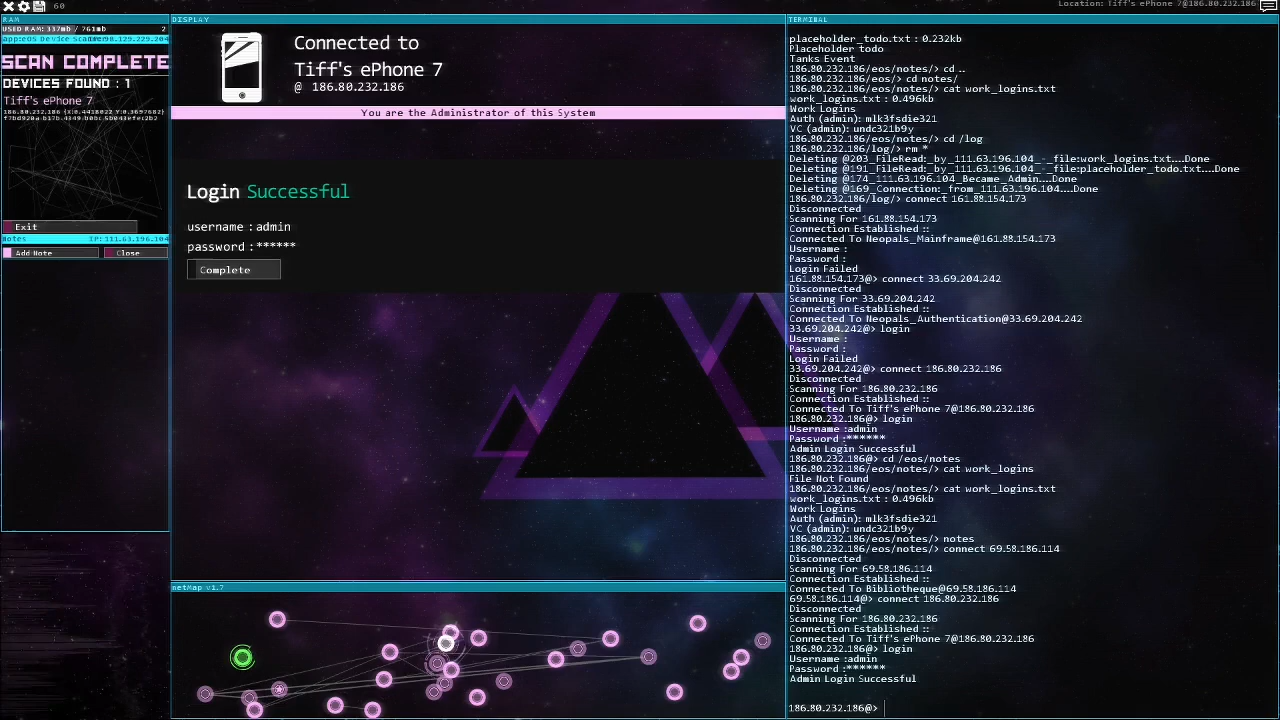 60
Location: Tiff's ePhone 7@186.80.232.186
RAM
USED RAM: 337mb / 761mb
2
SCAN COMPLETE
DEVICES FOUND : 1
Tiff's ePhone 7
Exit
Notes
IP:111.63.196.104
Add Note
Close
DISPLAY
Connected to
Tiff's ePhone 7
@ 186.80.232.186
You are the Administrator of this System
Login Successful
username : admin
password : ******
Complete
netMap v1.7
TERMINAL
placeholder_todo.txt : 0.232kb
Placeholder todo
Tanks Event
186.80.232.186/eos/notes/> cd ..
186.80.232.186/eos/> cd notes/
186.80.232.186/eos/notes/> cat work_logins.txt
work_logins.txt : 0.496kb
Work Logins
Auth (admin): mlk3fsdie321
VC (admin): undc321b9y
186.80.232.186/eos/notes/> cd /log
186.80.232.186/log/> rm *
Deleting @203_FileRead:_by_111.63.196.104_-_file:work_logins.txt....Done
Deleting @191_FileRead:_by_111.63.196.104_-_file:placeholder_todo.txt....Done
Deleting @174_111.63.196.104_Became_Admin....Done
Deleting @169_Connection:_from_111.63.196.104....Done
186.80.232.186/log/> connect 161.88.154.173
Disconnected
Scanning For 161.88.154.173
Connection Established ::
Connected To Neopals_Mainframe@161.88.154.173
Username :
Password :
Login Failed
161.88.154.173@> connect 33.69.204.242
Disconnected
Scanning For 33.69.204.242
Connection Established ::
Connected To Neopals_Authentication@33.69.204.242
33.69.204.242@> login
Username :
Password :
Login Failed
33.69.204.242@> connect 186.80.232.186
Disconnected
Scanning For 186.80.232.186
Connection Established ::
Connected To Tiff's ePhone 7@186.80.232.186
186.80.232.186@> login
Username :admin
Password :******
Admin Login Successful
186.80.232.186@> cd /eos/notes
186.80.232.186/eos/notes/> cat work_logins
File Not Found
186.80.232.186/eos/notes/> cat work_logins.txt
work_logins.txt : 0.496kb
Work Logins
Auth (admin): mlk3fsdie321
VC (admin): undc321b9y
186.80.232.186/eos/notes/> notes
186.80.232.186/eos/notes/> connect 69.58.186.114
Disconnected
Scanning For 69.58.186.114
Connection Established ::
Connected To Bibliotheque@69.58.186.114
69.58.186.114@> connect 186.80.232.186
Disconnected
Scanning For 186.80.232.186
Connection Established ::
Connected To Tiff's ePhone 7@186.80.232.186
186.80.232.186@> login
Username :admin
Password :******
Admin Login Successful
186.80.232.186@>